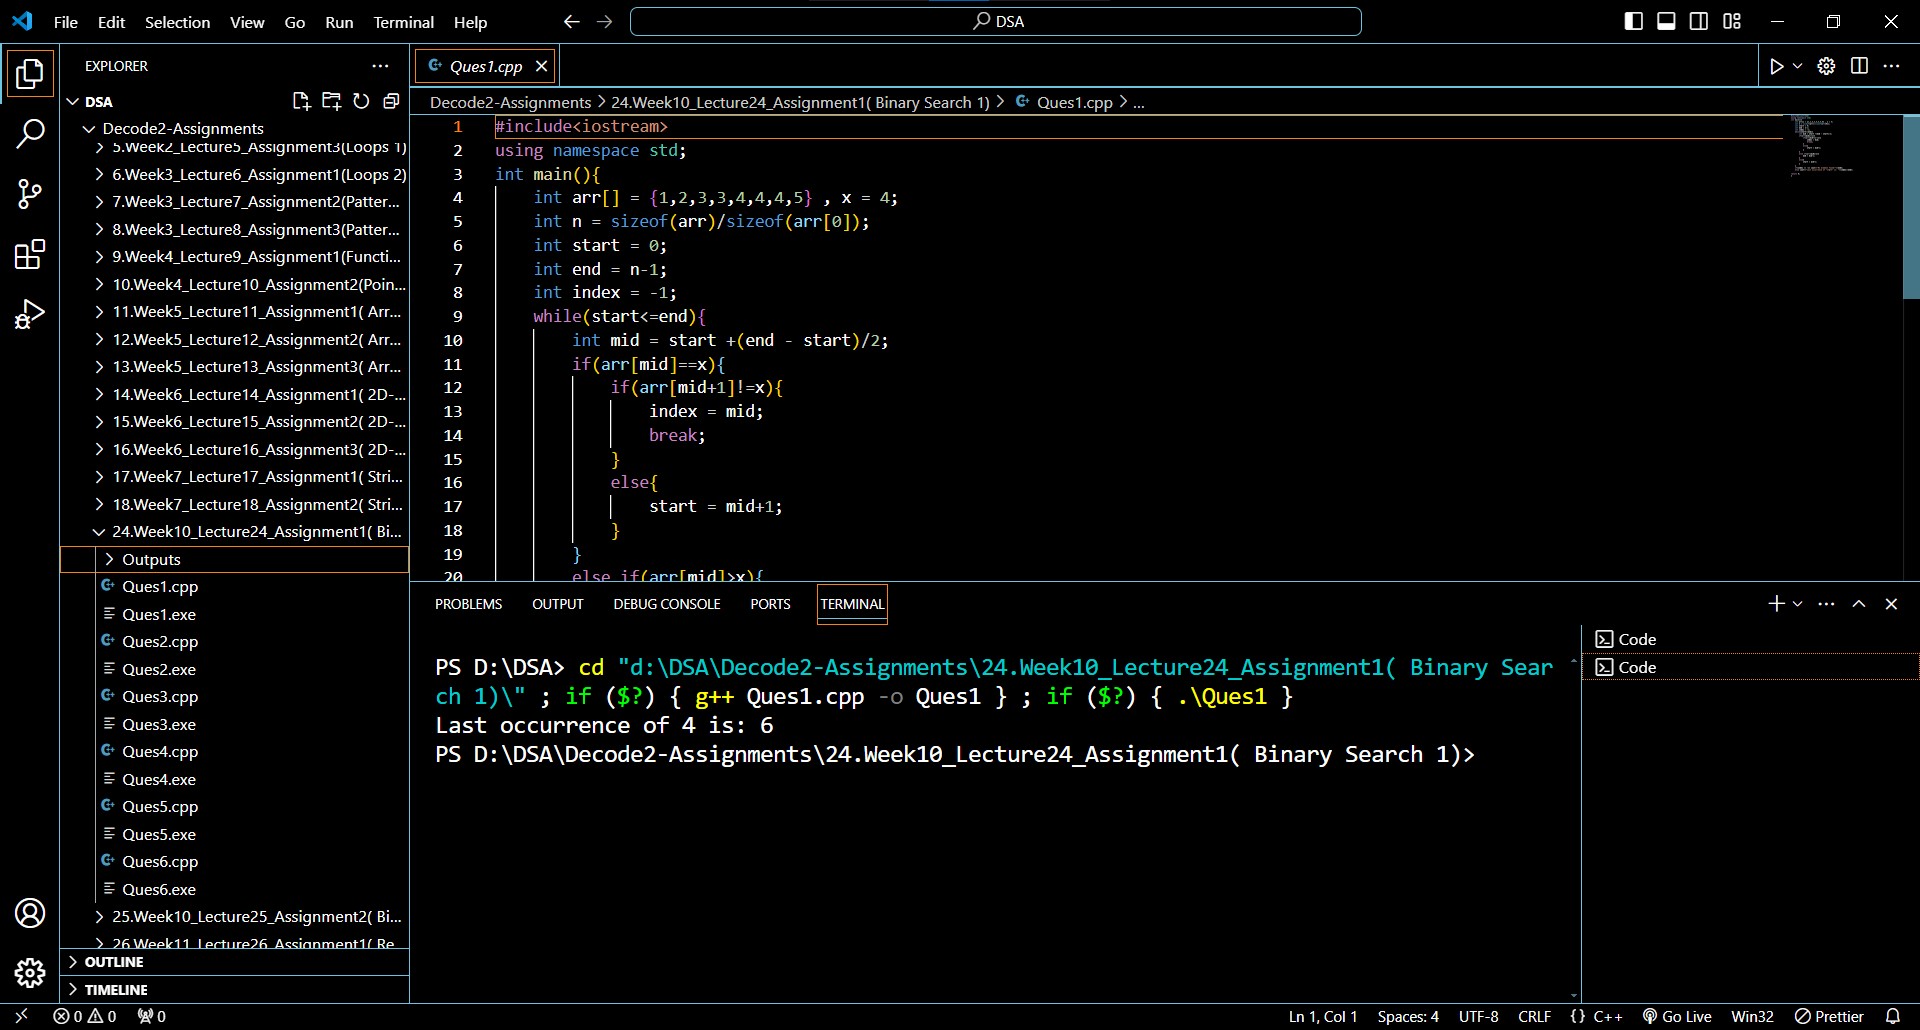 File Edit Selection View Go Run Terminal Help
DSA
EXPLORER
DSA
Decode2-Assignments
5.Week2_Lecture5_Assignment3(Loops 1)
6.Week3_Lecture6_Assignment1(Loops 2)
7.Week3_Lecture7_Assignment2(Patter...
8.Week3_Lecture8_Assignment3(Patter...
9.Week4_Lecture9_Assignment1(Functi...
10.Week4_Lecture10_Assignment2(Poin...
11.Week5_Lecture11_Assignment1( Arr...
12.Week5_Lecture12_Assignment2( Arr...
13.Week5_Lecture13_Assignment3( Arr...
14.Week6_Lecture14_Assignment1( 2D-...
15.Week6_Lecture15_Assignment2( 2D-...
16.Week6_Lecture16_Assignment3( 2D-...
17.Week7_Lecture17_Assignment1( Stri...
18.Week7_Lecture18_Assignment2( Stri...
24.Week10_Lecture24_Assignment1( Bi...
Outputs
Ques1.cpp
Ques1.exe
Ques2.cpp
Ques2.exe
Ques3.cpp
Ques3.exe
Ques4.cpp
Ques4.exe
Ques5.cpp
Ques5.exe
Ques6.cpp
Ques6.exe
25.Week10_Lecture25_Assignment2( Bi...
26.Week11_Lecture26_Assignment1( Re
OUTLINE
TIMELINE
Ques1.cpp
Decode2-Assignments > 24.Week10_Lecture24_Assignment1( Binary Search 1) > Ques1.cpp > ...
1 #include<iostream>
2 using namespace std;
3 int main(){
4 int arr[] = {1,2,3,3,4,4,4,5} , x = 4;
5 int n = sizeof(arr)/sizeof(arr[0]);
6 int start = 0;
7 int end = n-1;
8 int index = -1;
9 while(start<=end){
10 int mid = start +(end - start)/2;
11 if(arr[mid]==x){
12 if(arr[mid+1]!=x){
13 index = mid;
14 break;
15 }
16 else{
17 start = mid+1;
18 }
19 }
20 else if(arr[mid]>x){
PROBLEMS OUTPUT DEBUG CONSOLE PORTS TERMINAL
PS D:\DSA> cd "d:\DSA\Decode2-Assignments\24.Week10_Lecture24_Assignment1( Binary Sear
ch 1)\" ; if ($?) { g++ Ques1.cpp -o Ques1 } ; if ($?) { .\Ques1 }
Last occurrence of 4 is: 6
PS D:\DSA\Decode2-Assignments\24.Week10_Lecture24_Assignment1( Binary Search 1)>
Code
Code
0 0 0
Ln 1, Col 1 Spaces: 4 UTF-8 CRLF {} C++ Go Live Win32 Prettier